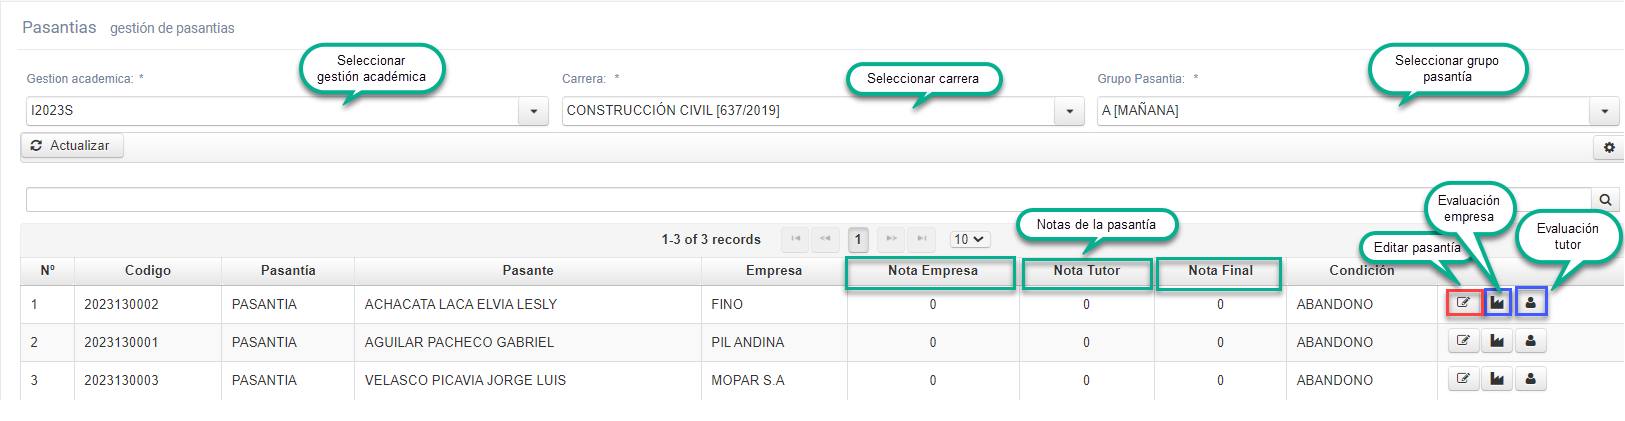 Pasantias gestión de pasantias
Seleccionar
gestión académica
Seleccionar carrera
Seleccionar grupo
pasantía
Gestion academica: *
Carrera: *
Grupo Pasantia: *
I2023S
CONSTRUCCIÓN CIVIL [637/2019]
A [MAÑANA]
Actualizar
Evaluación
empresa
Notas de la pasantía
Evaluación
tutor
Editar pasantía
1-3 of 3 records 1 10
Nº Codigo Pasantía Pasante Empresa Nota Empresa Nota Tutor Nota Final Condición
1 2023130002 PASANTIA ACHACATA LACA ELVIA LESLY FINO 0 0 0 ABANDONO
2 2023130001 PASANTIA AGUILAR PACHECO GABRIEL PIL ANDINA 0 0 0 ABANDONO
3 2023130003 PASANTIA VELASCO PICAVIA JORGE LUIS MOPAR S.A 0 0 0 ABANDONO